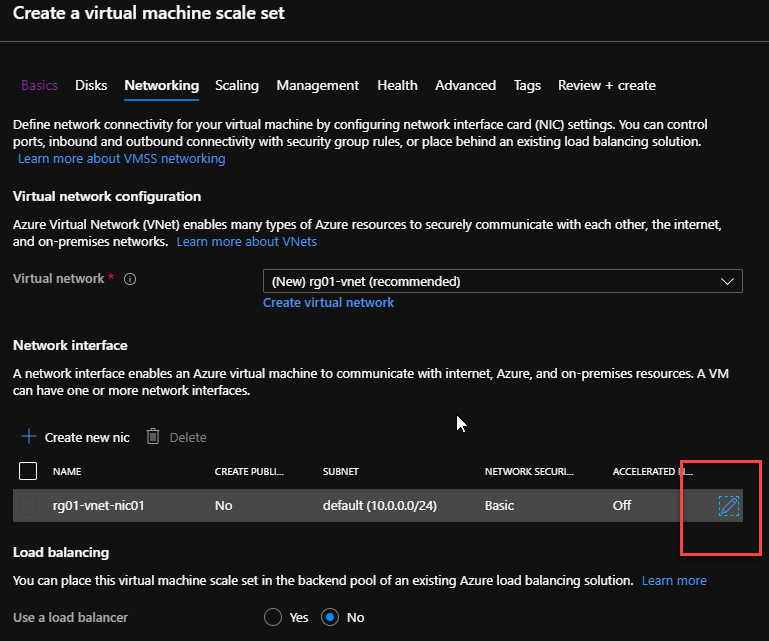 Create a virtual machine scale set
Basics Disks Networking Scaling Management Health Advanced Tags Review + create
Define network connectivity for your virtual machine by configuring network interface card (NIC) settings. You can control
ports, inbound and outbound connectivity with security group rules, or place behind an existing load balancing solution.
Learn more about VMSS networking
Virtual network configuration
Azure Virtual Network (VNet) enables many types of Azure resources to securely communicate with each other, the internet,
and on-premises networks. Learn more about VNets
Virtual network * (New) rg01-vnet (recommended)
Create virtual network
Network interface
A network interface enables an Azure virtual machine to communicate with internet, Azure, and on-premises resources. A VM
can have one or more network interfaces.
Create new nic Delete
NAME CREATE PUBLI... SUBNET NETWORK SECURI... ACCELERATED N...
rg01-vnet-nic01 No default (10.0.0.0/24) Basic Off
Load balancing
You can place this virtual machine scale set in the backend pool of an existing Azure load balancing solution. Learn more
Use a load balancer Yes No